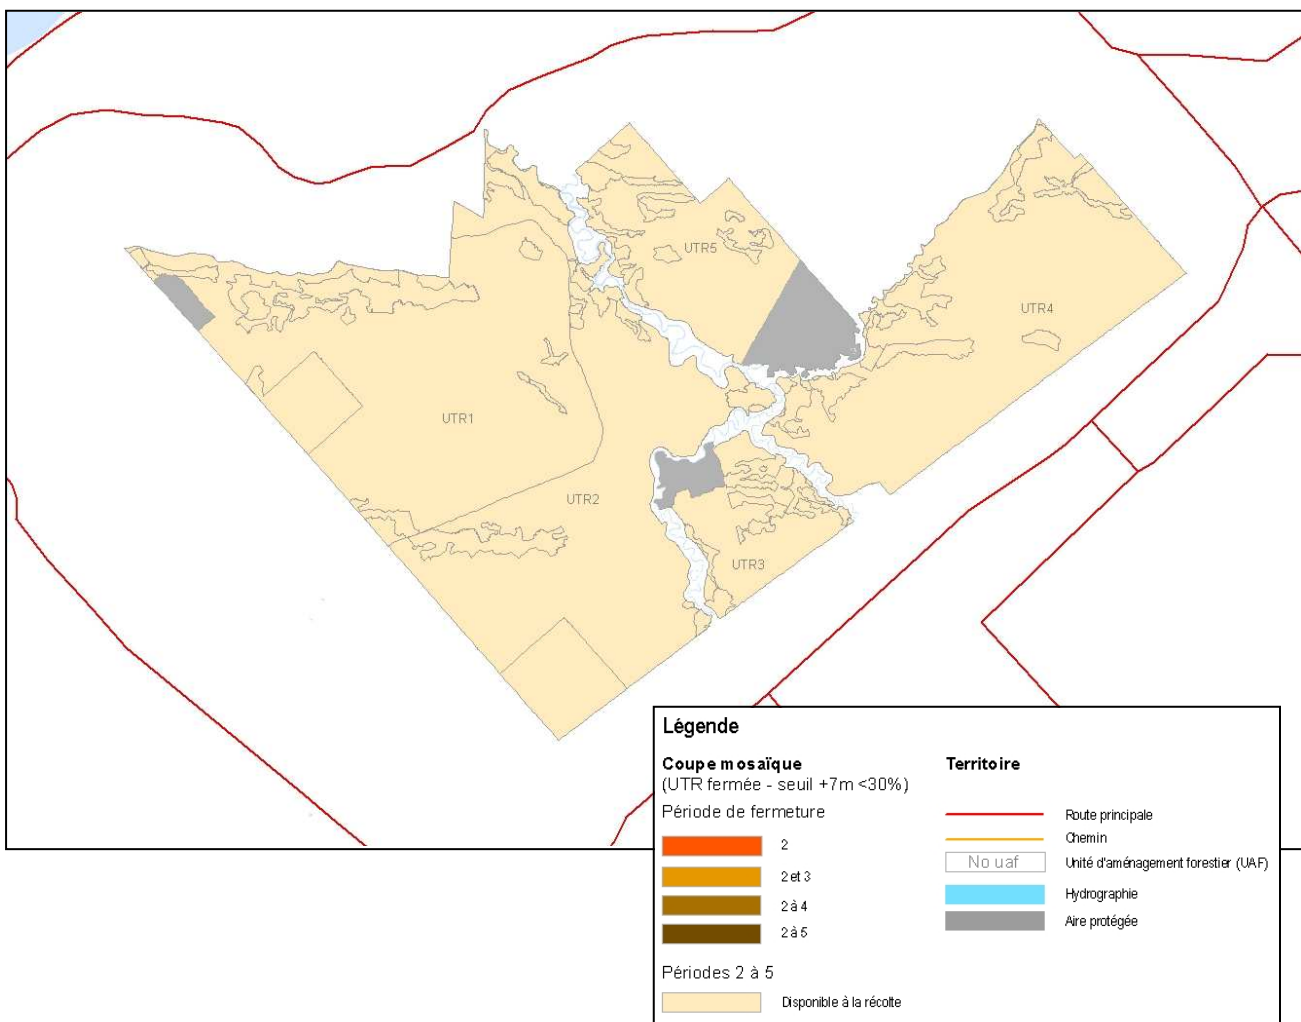 UTR5
UTR4
UTR1
UTR2
UTR3
Légende
Coupe mosaïque
(UTR fermée - seuil +7m <30%)
Période de fermeture
2
2 et 3
2 à 4
2 à 5
Périodes 2 à 5
Disponible à la récolte
Territoire
Route principale
Chemin
No uaf
Unité d'aménagement forestier (UAF)
Hydrographie
Aire protégée